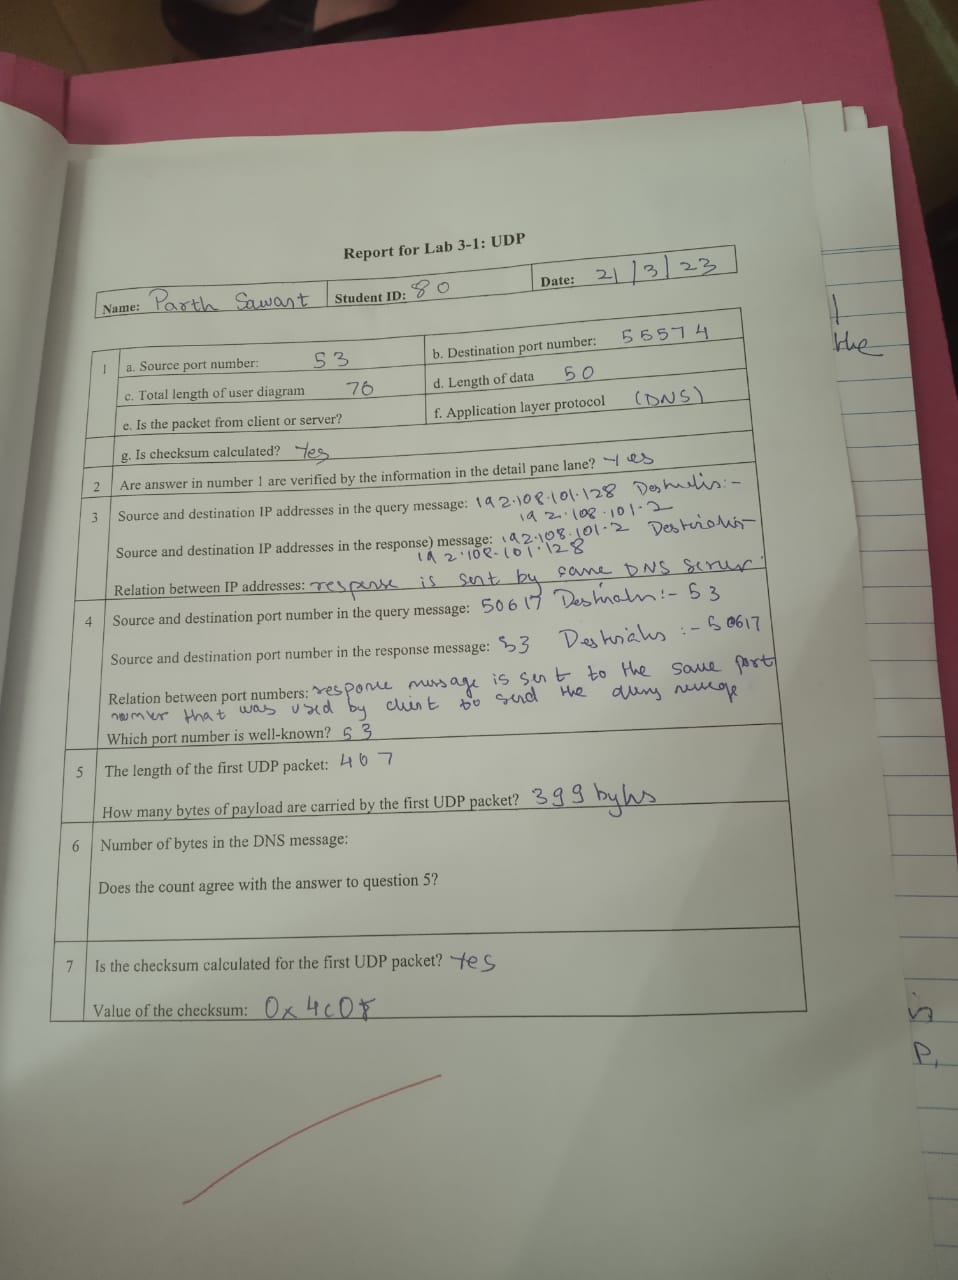 Report for Lab 3-1: UDP
Name: Parth Sawant Student ID: 80 Date: 21/3/23
1 a. Source port number: 53 b. Destination port number: 55574
c. Total length of user diagram 76 d. Length of data 50
e. Is the packet from client or server? f. Application layer protocol (DNS)
g. Is checksum calculated? Yes
2 Are answer in number 1 are verified by the information in the detail pane lane? Yes
3 Source and destination IP addresses in the query message: 192.108.101.128
192.108.101.2
Source and destination IP addresses in the response) message: 192.108.101.2
192.108.101.128
Relation between IP addresses: response is sent by same DNS server
4 Source and destination port number in the query message: 50617 :- 53
Source and destination port number in the response message: 53 :- 50617
Relation between port numbers: response message is sent to the same port
number that was used by client to send the message
Which port number is well-known? 53
5 The length of the first UDP packet: 407
How many bytes of payload are carried by the first UDP packet? 399 byhs
6 Number of bytes in the DNS message:
Does the count agree with the answer to question 5?
7 Is the checksum calculated for the first UDP packet? Yes
Value of the checksum:
the
is
P,